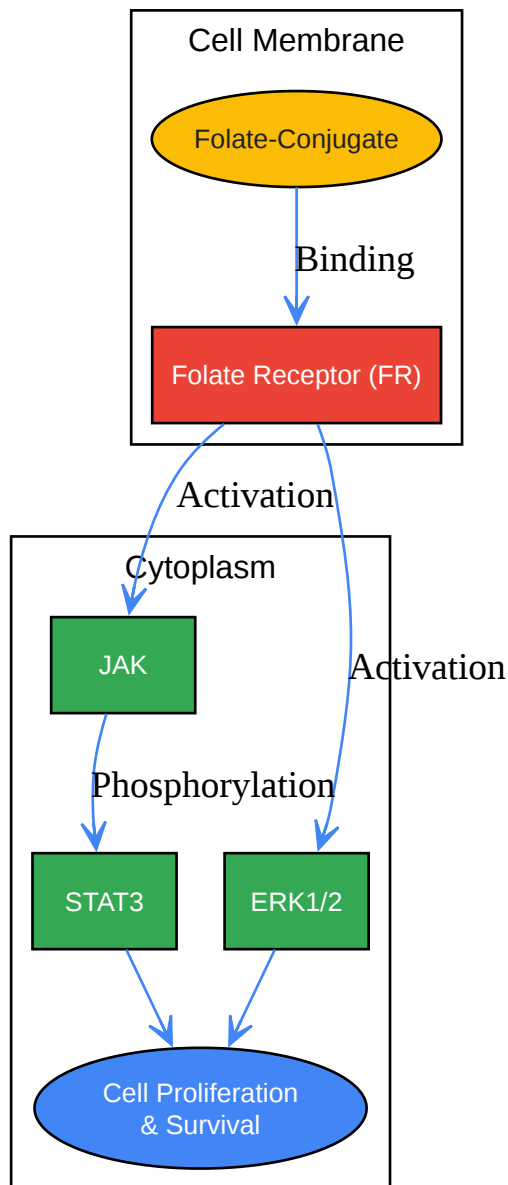 Cell Membrane
Folate-Conjugate
Binding
Folate Receptor (FR)
Activation
Cytoplasm
JAK
Activation
Phosphorylation
STAT3
ERK1/2
Cell Proliferation
& Survival